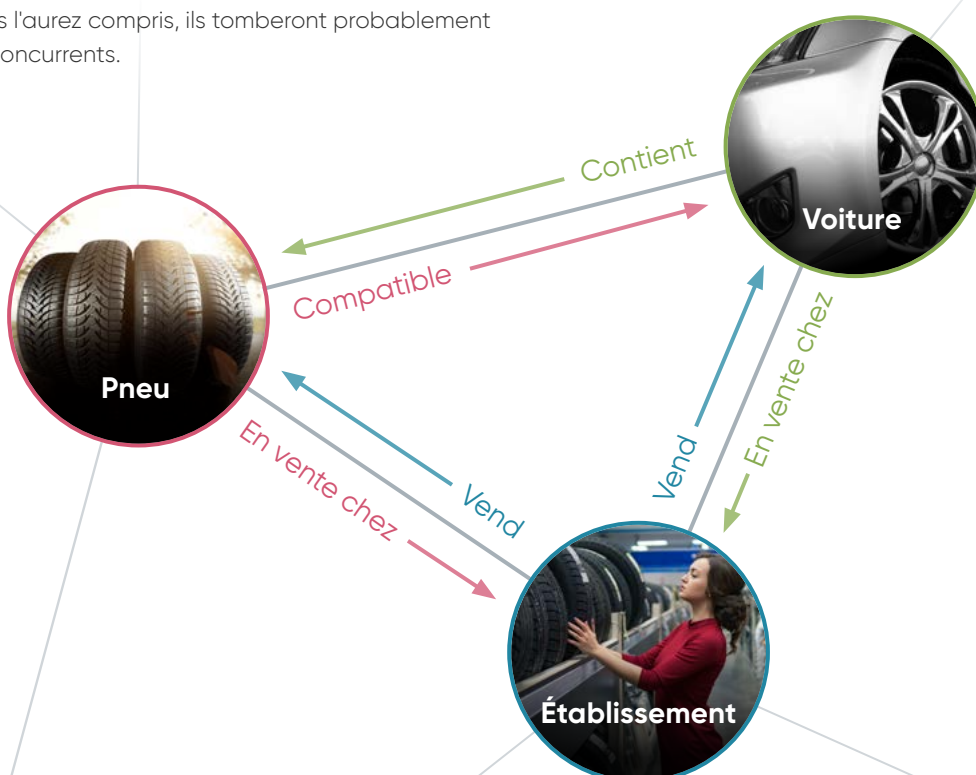 s l'aurez compris, ils tomberont probablement
oncurrents.
Contient
Voiture
Compatible
Pneu
En vente chez
Vend
Vend
En vente chez
Établissement